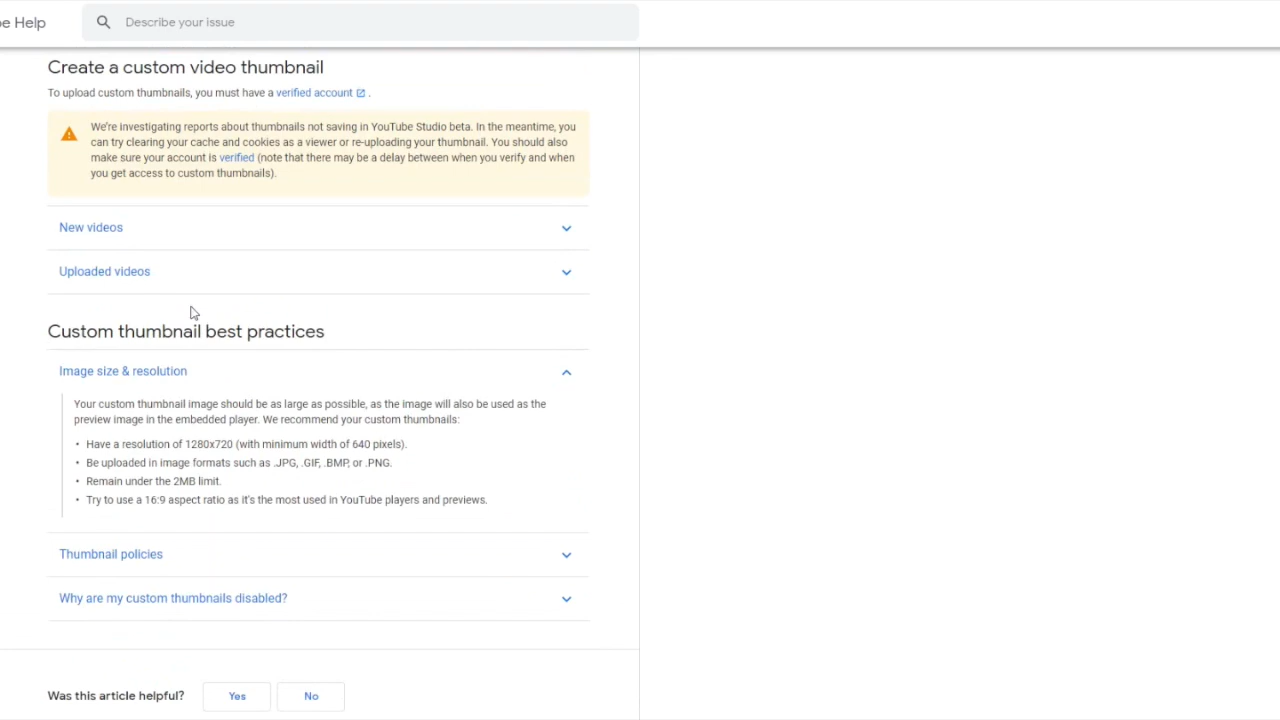 e Help
Describe your issue
Create a custom video thumbnail
To upload custom thumbnails, you must have a verified account .
We're investigating reports about thumbnails not saving in YouTube Studio beta. In the meantime, you
can try clearing your cache and cookies as a viewer or re-uploading your thumbnail. You should also
make sure your account is verified (note that there may be a delay between when you verify and when
you get access to custom thumbnails).
New videos
Uploaded videos
Custom thumbnail best practices
Image size & resolution
Your custom thumbnail image should be as large as possible, as the image will also be used as the
preview image in the embedded player. We recommend your custom thumbnails:
• Have a resolution of 1280x720 (with minimum width of 640 pixels).
• Be uploaded in image formats such as .JPG, .GIF, .BMP, or .PNG.
• Remain under the 2MB limit.
• Try to use a 16:9 aspect ratio as it's the most used in YouTube players and previews.
Thumbnail policies
Why are my custom thumbnails disabled?
Was this article helpful?
Yes
No